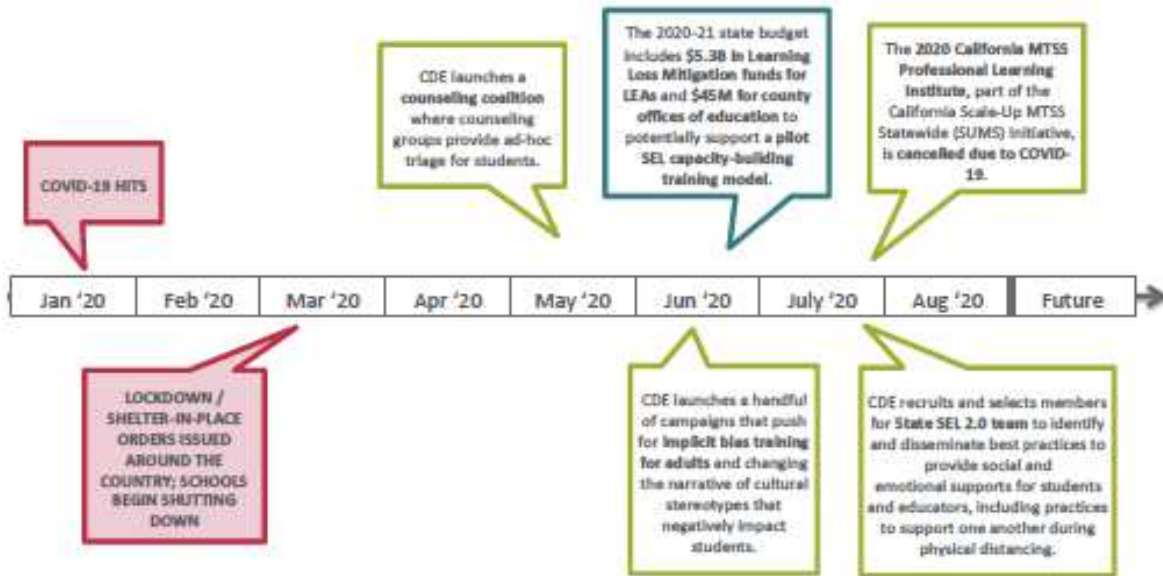 CDE launches a
counseling coalition
where counseling
groups provide ad-hoc
triage for students.
The 2020-21 state budget
includes $5.3B in Learning
Loss Mitigation funds for
LEAs and $45M for county
offices of education to
potentially support a pilot
SEL capacity-building
training model.
The 2020 California MTSS
Professional Learning
Institute, part of the
California Scale-Up MTSS
Statewide (SUMS) Initiative,
is cancelled due to COVID-
19.
COVID-19 HITS
Jan '20
Feb '20
Mar '20
Apr '20
May '20
Jun '20
July '20
Aug '20
Future
LOCKDOWN /
SHELTER-IN-PLACE
ORDERS ISSUED
AROUND THE
COUNTRY; SCHOOLS
BEGIN SHUTTING
DOWN
CDE launches a handful
of campaigns that push
for implicit bias training
for adults and changing
the narrative of cultural
stereotypes that
negatively impact
students.
CDE recruits and selects members
for State SEL 2.0 team to identify
and disseminate best practices to
provide social and
emotional supports for students
and educators, including practices
to support one another during
physical distancing.